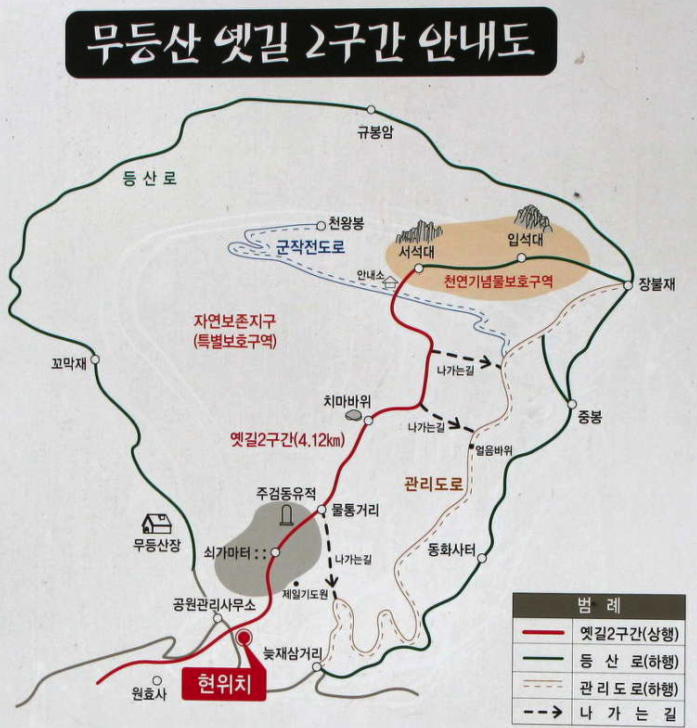 무등산 옛길 2구간 안내도
규봉암
등산로
천왕봉
군작전도로
서석대
입석대
안내소
천연기념물보호구역
장불재
자연보존지구
(특별보호구역)
꼬막재
나가는길
치마바위
나가는길
중봉
옛길2구간(4.12km)
얼음바위
관리도로
주검동유적
물통거리
무등산장
쇠가마터
나가는길
동화사터
제일기도원
공원관리사무소
늦재삼거리
현위치
원효사
범 례
옛길2구간(상행)
등 산 로(하행)
관리도로(하행)
나 가 는 길